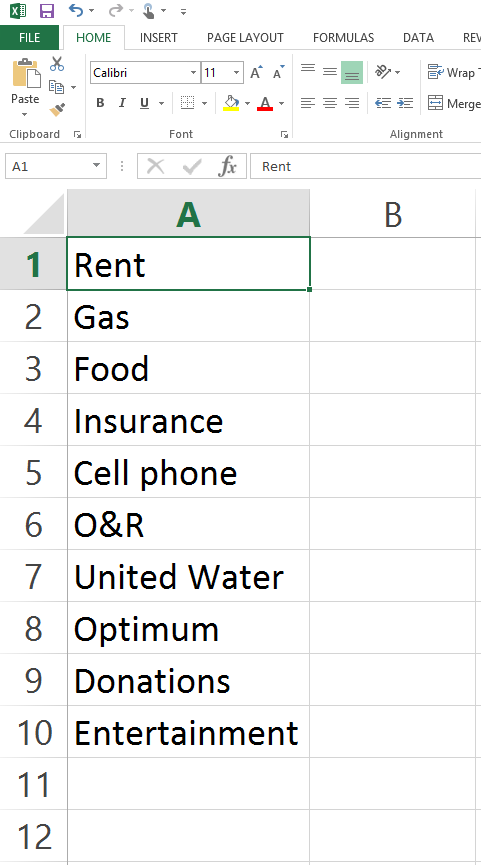 FILE HOME INSERT PAGE LAYOUT FORMULAS DATA
Calibri 11 A A Wrap
Paste B I U A Merge
Clipboard Font Alignment
A1 fx Rent
A B
1 Rent
2 Gas
3 Food
4 Insurance
5 Cell phone
6 O&R
7 United Water
8 Optimum
9 Donations
10 Entertainment
11
12